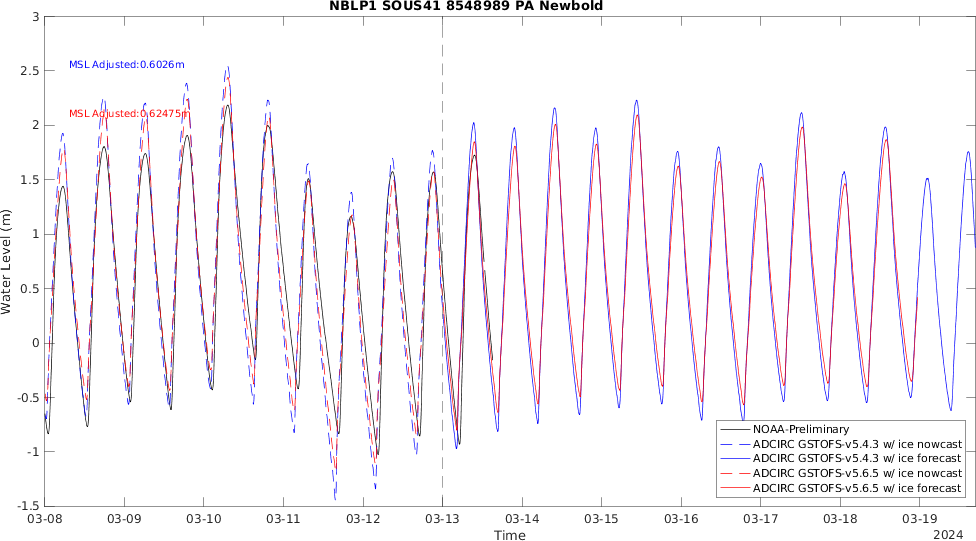 NBLP1 SOUS41 8548989 PA Newbold
3
2.5
2
1.5
1
0.5
0
-0.5
-1
-1.5
Water Level (m)
MSL Adjusted:0.6026m
MSL Adjusted:0.62475m
NOAA-Preliminary
ADCIRC GSTOFS-v5.4.3 w/ ice nowcast
ADCIRC GSTOFS-v5.4.3 w/ ice forecast
ADCIRC GSTOFS-v5.6.5 w/ ice nowcast
ADCIRC GSTOFS-v5.6.5 w/ ice forecast
03-08 03-09 03-10 03-11 03-12 03-13 03-14 03-15 03-16 03-17 03-18 03-19
Time
2024